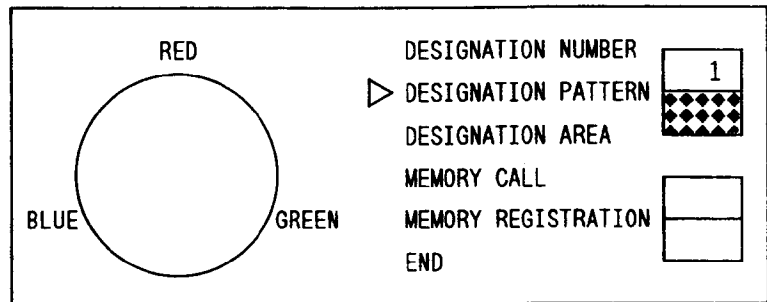 RED
BLUE
GREEN
DESIGNATION NUMBER
DESIGNATION PATTERN
DESIGNATION AREA
MEMORY CALL
MEMORY REGISTRATION
END
1